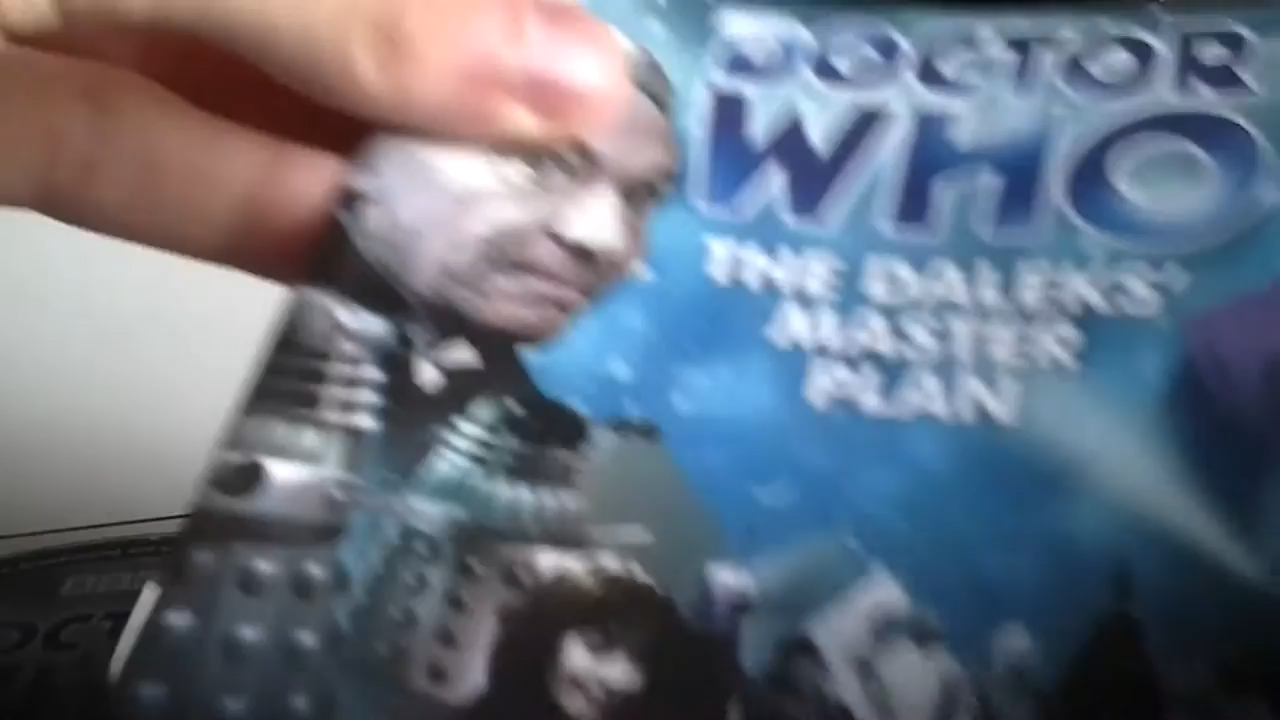 DOCTOR
WHO
THE DALEKS'
MASTER
PLAN